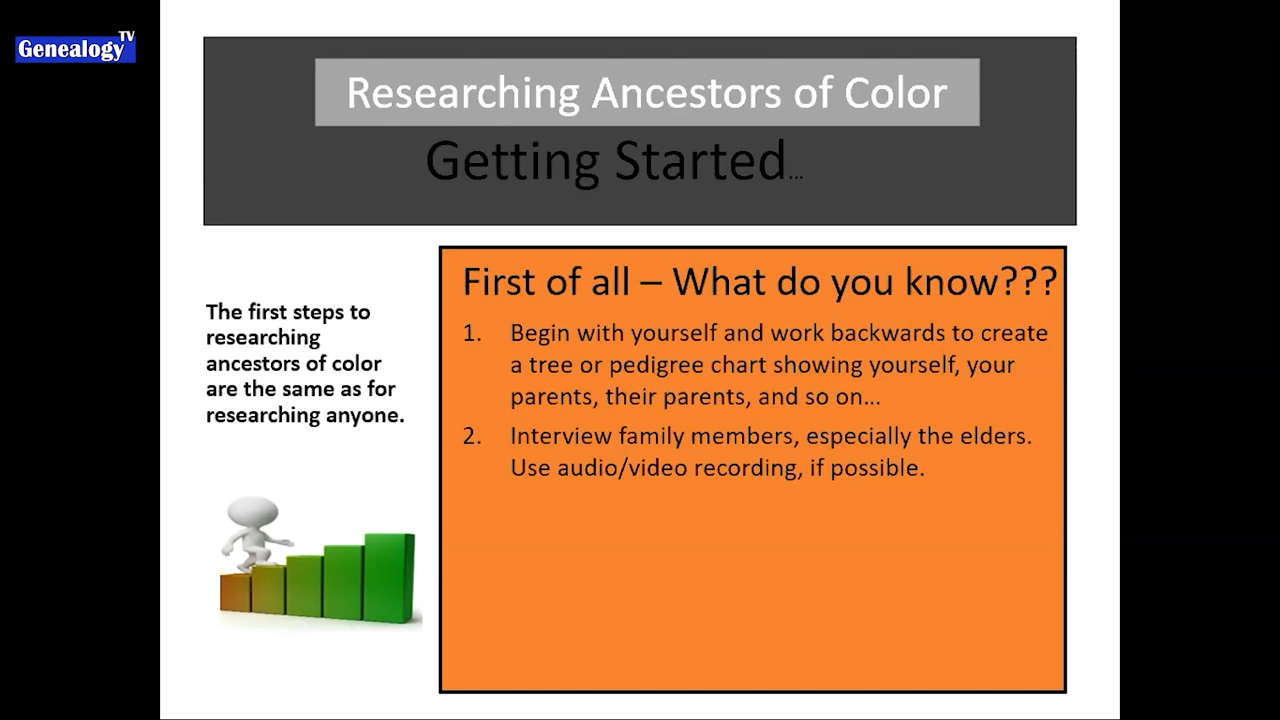 Genealogy TV
Researching Ancestors of Color
Getting Started...
The first steps to
researching
ancestors of color
are the same as for
researching anyone.
First of all – What do you know???
1. Begin with yourself and work backwards to create
a tree or pedigree chart showing yourself, your
parents, their parents, and so on...
2. Interview family members, especially the elders.
Use audio/video recording, if possible.